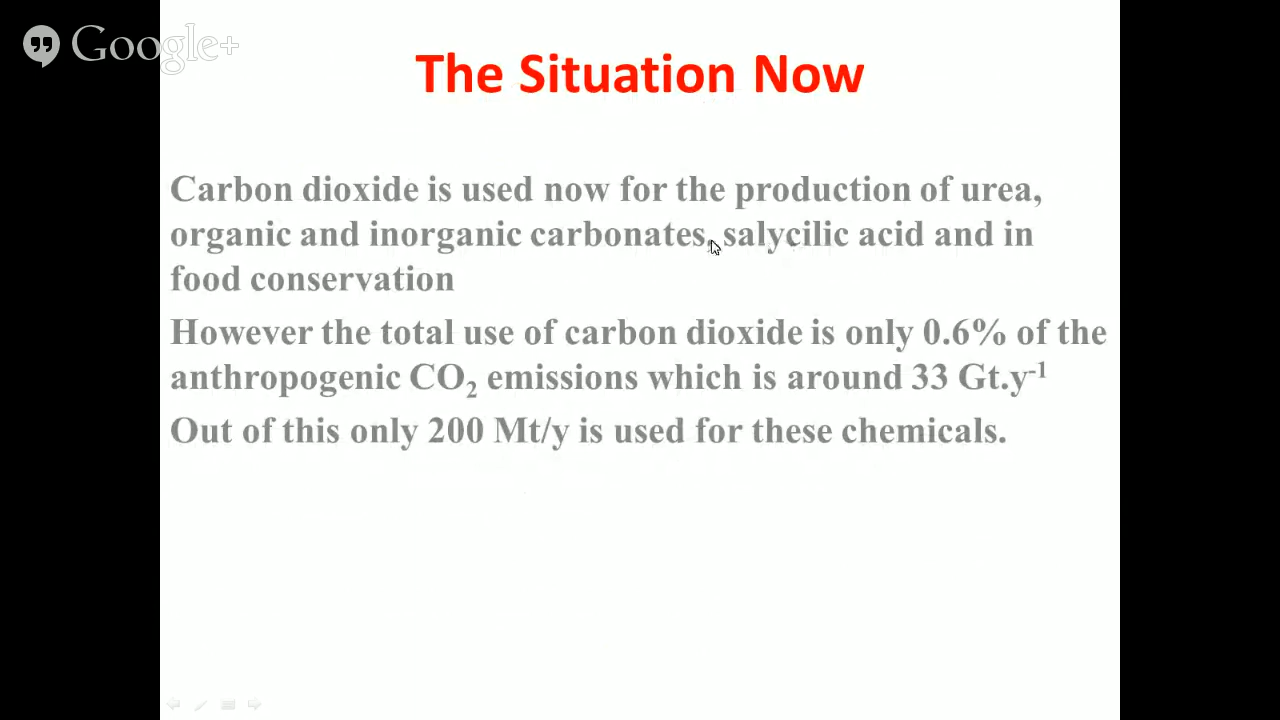 Google+
The Situation Now
Carbon dioxide is used now for the production of urea,
organic and inorganic carbonates, salycilic acid and in
food conservation
However the total use of carbon dioxide is only 0.6% of the
anthropogenic CO₂ emissions which is around 33 Gt.y⁻¹
Out of this only 200 Mt/y is used for these chemicals.